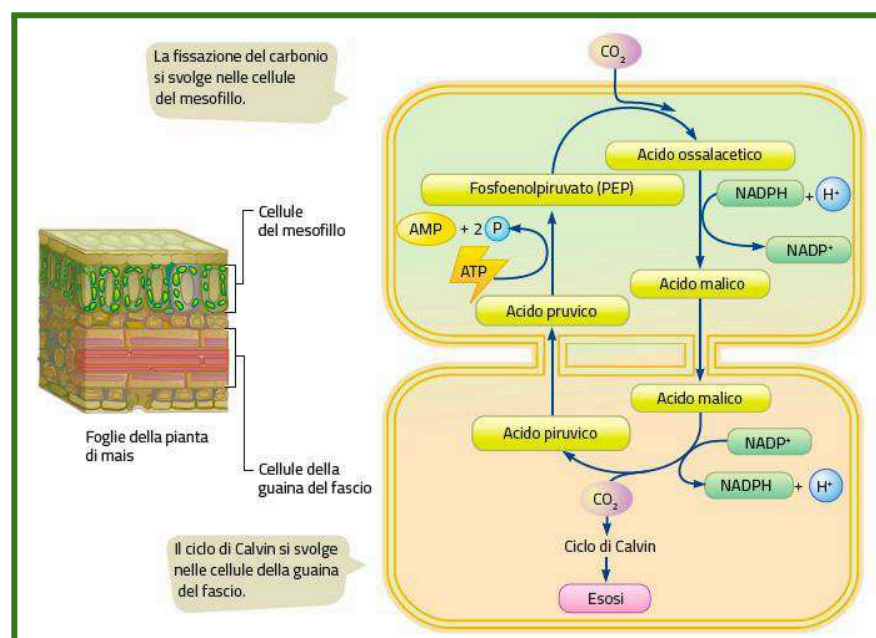 La fissazione del carbonio
si svolge nelle cellule
del mesofillo.
CO2
Acido ossalacetico
Fosfoenolpiruvato (PEP)
NADPH + H+
AMP + 2 P
NADP+
ATP
Acido malico
Acido pruvico
Cellule
del mesofillo
Foglie della pianta
di mais
Cellule della
guaina del fascio
Acido malico
Acido piruvico
NADP+
NADPH + H+
CO2
Ciclo di Calvin
Esosi
Il ciclo di Calvin si svolge
nelle cellule della guaina
del fascio.